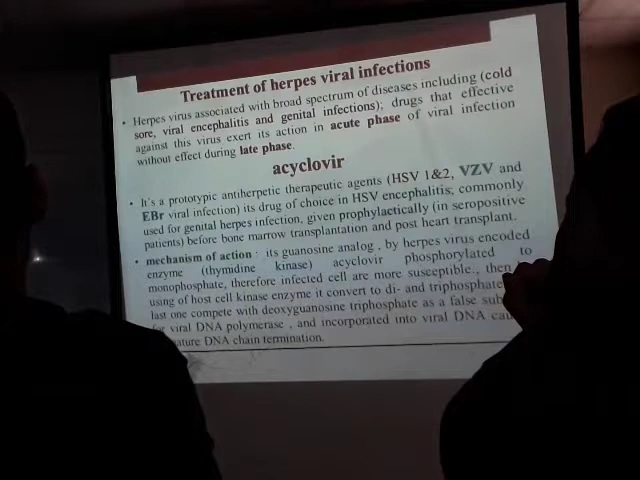 Treatment of herpes viral infections
• Herpes virus associated with broad spectrum of diseases including (cold
sore, viral encephalitis and genital infections); drugs that effective
against this virus exert its action in acute phase of viral infection
without effect during late phase.
acyclovir
• It's a prototypic antiherpetic therapeutic agents (HSV 1&2, VZV and
EBr viral infection) its drug of choice in HSV encephalitis; commonly
used for genital herpes infection, given prophylactically (in seropositive
patients) before bone marrow transplantation and post heart transplant.
• mechanism of action : its guanosine analog , by herpes virus encoded
enzyme (thymidine kinase) acyclovir phosphorylated to
monophosphate, therefore infected cell are more susceptible., then
using of host cell kinase enzyme it convert to di- and triphosphate
last one compete with deoxyguanosine triphosphate as a false
viral DNA polymerase , and incorporated into viral DNA
DNA chain termination.